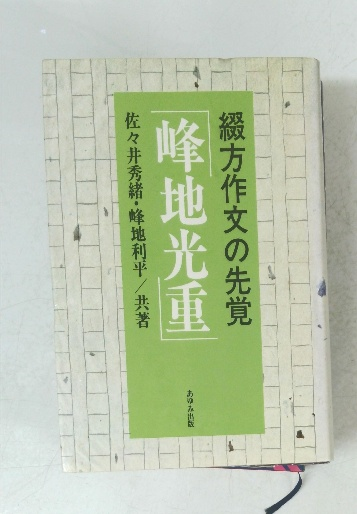 綴方作文の先覚
「峰地光重」
佐々井秀緒・峰地利平／共著
あゆみ出版